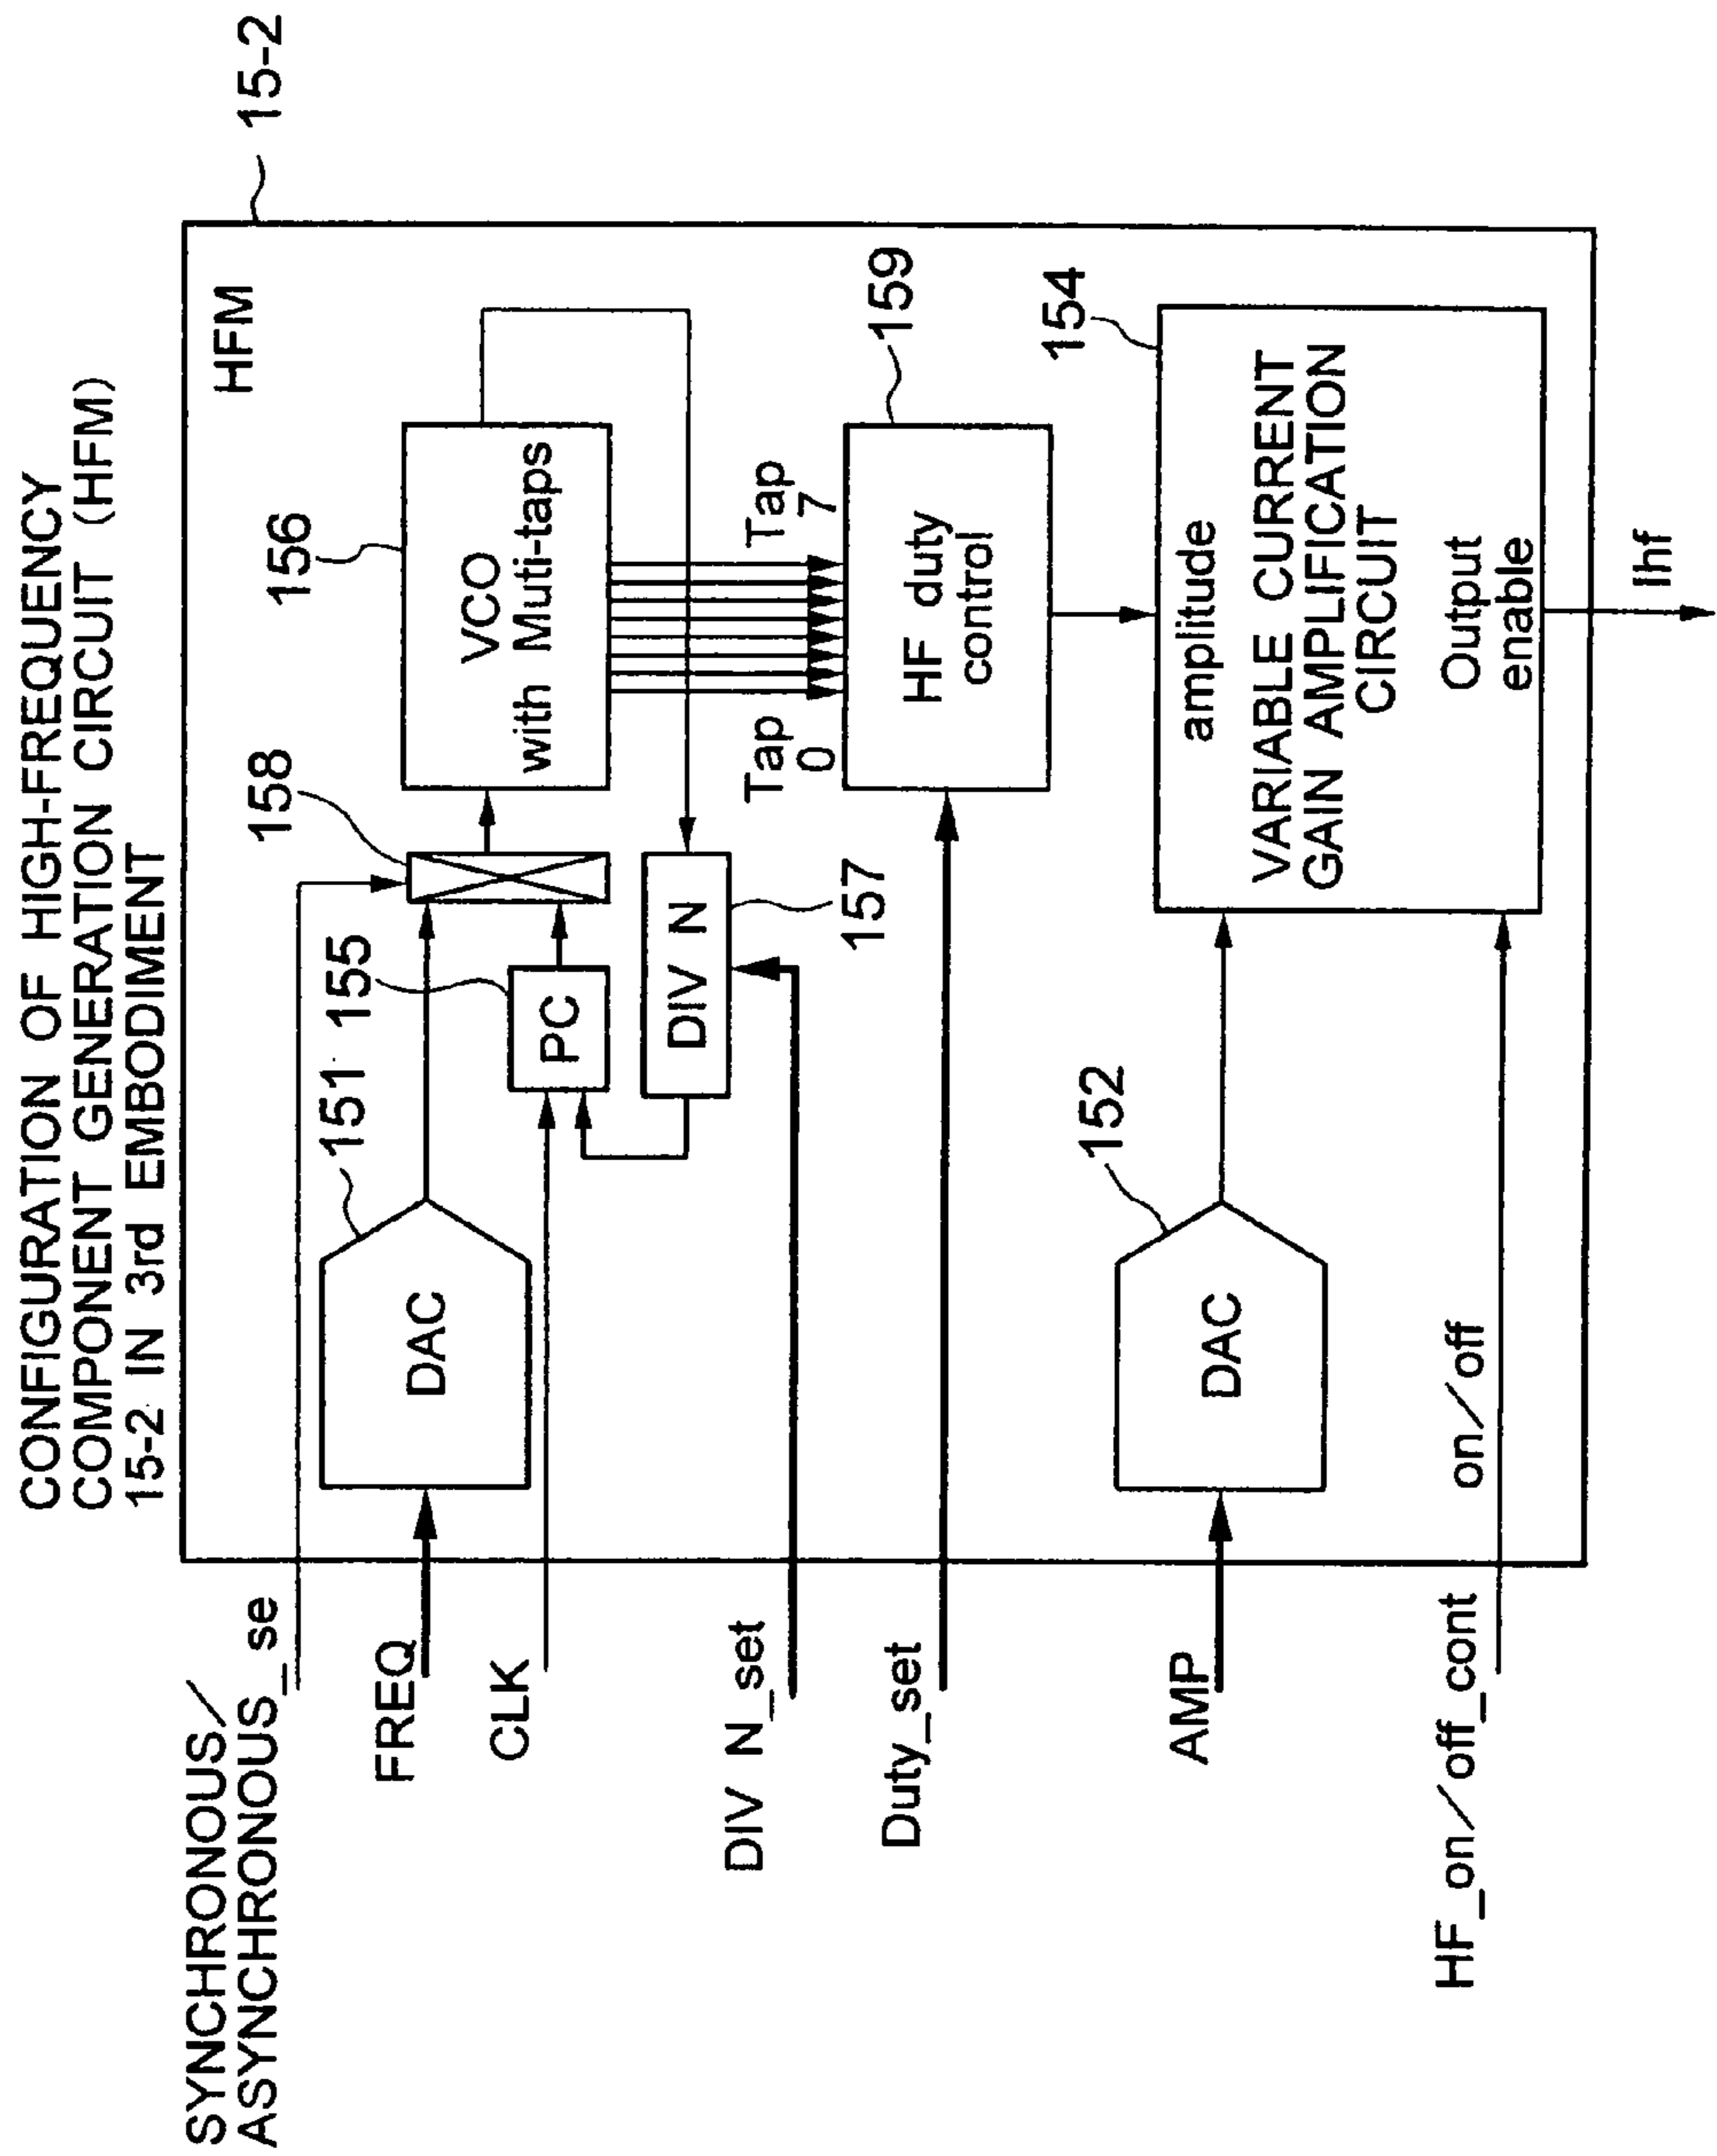 CONFIGURATION OF HIGH-FREQUENCY
COMPONENT GENERATION CIRCUIT (HFM)
15-2 IN 3rd EMBODIMENT
15-2
HFM
SYNCHRONOUS/
ASYNCHRONOUS_se
FREQ
CLK
DIV N_set
Duty_set
AMP
HF_on/off_cont
151
DAC
155
PC
158
156
VCO
with Muti-taps
DIV N
157
Tap
0
Tap
7
159
HF duty
control
152
DAC
on/off
154
amplitude
VARIABLE CURRENT
GAIN AMPLIFICATION
CIRCUIT
Output
enable
Ihf